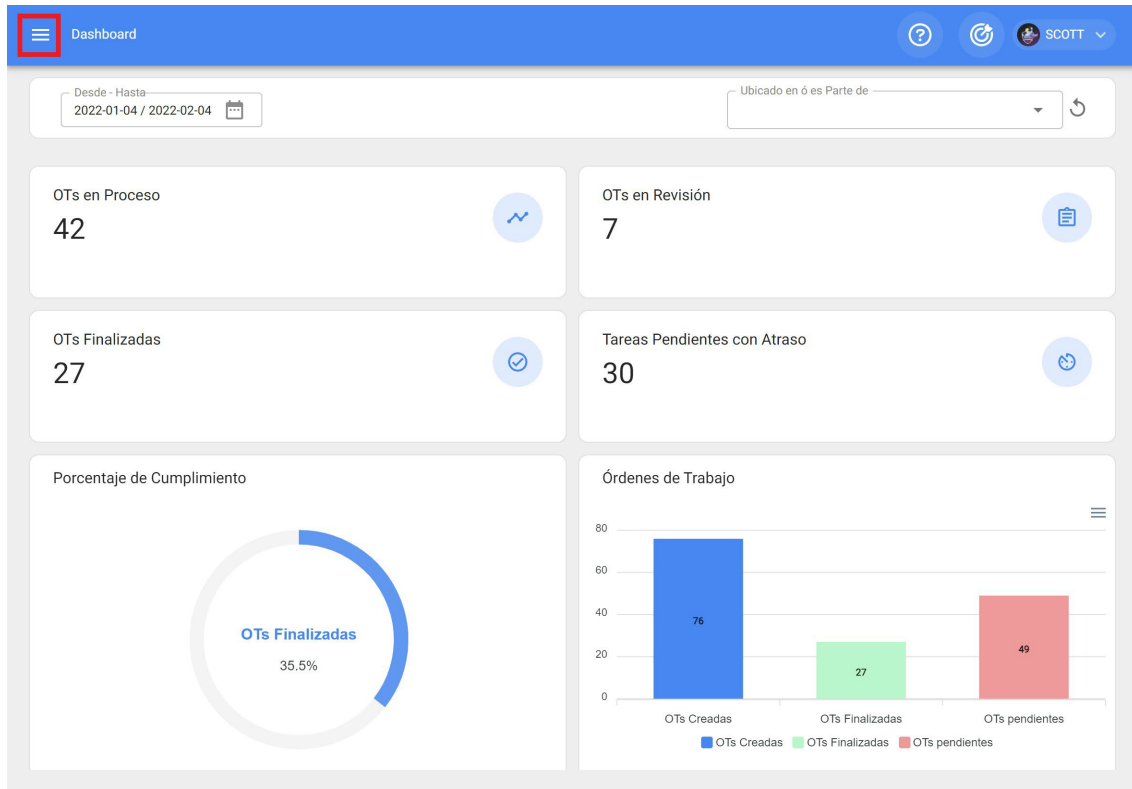 Dashboard
SCOTT
Desde - Hasta
2022-01-04 / 2022-02-04
Ubicado en ó es Parte de
OTs en Proceso
42
OTs en Revisión
7
OTs Finalizadas
27
Tareas Pendientes con Atraso
30
Porcentaje de Cumplimiento
OTs Finalizadas
35.5%
Órdenes de Trabajo
80
60
40
20
0
76
27
49
OTs Creadas OTs Finalizadas OTs pendientes
OTs Creadas OTs Finalizadas OTs pendientes